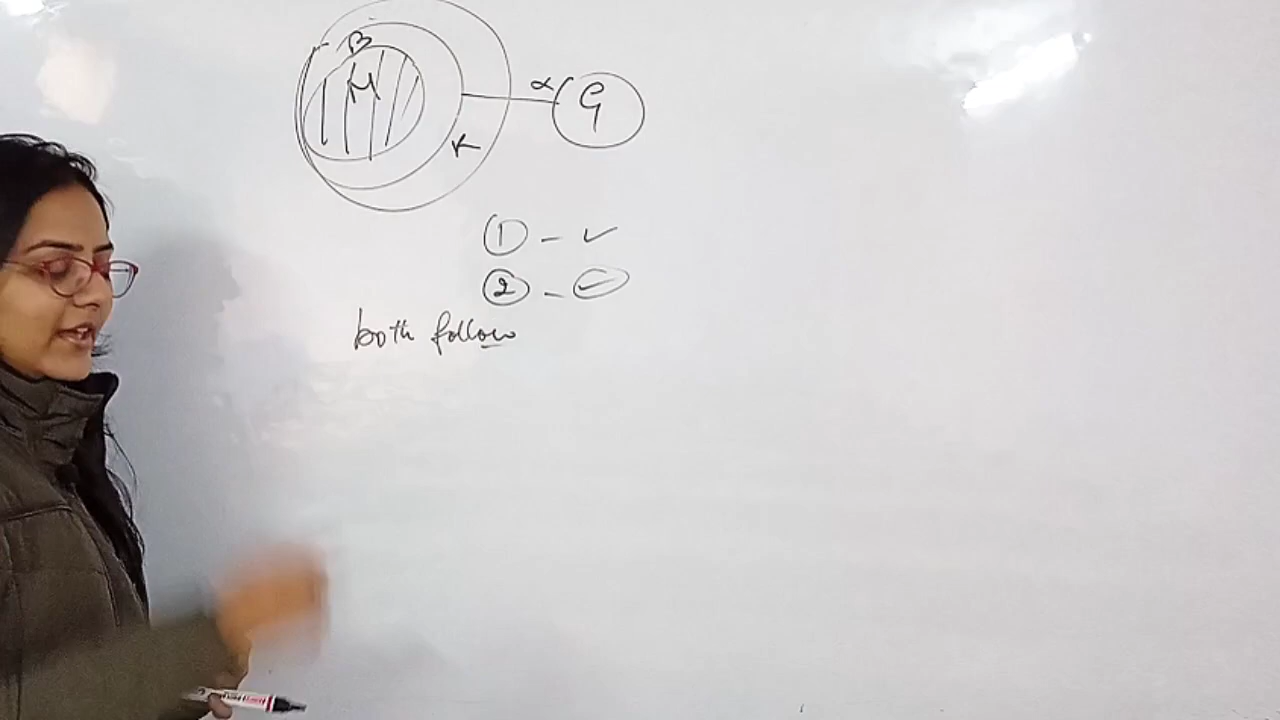 B
M
α G
K
① - ✓
② - ✓
both follow